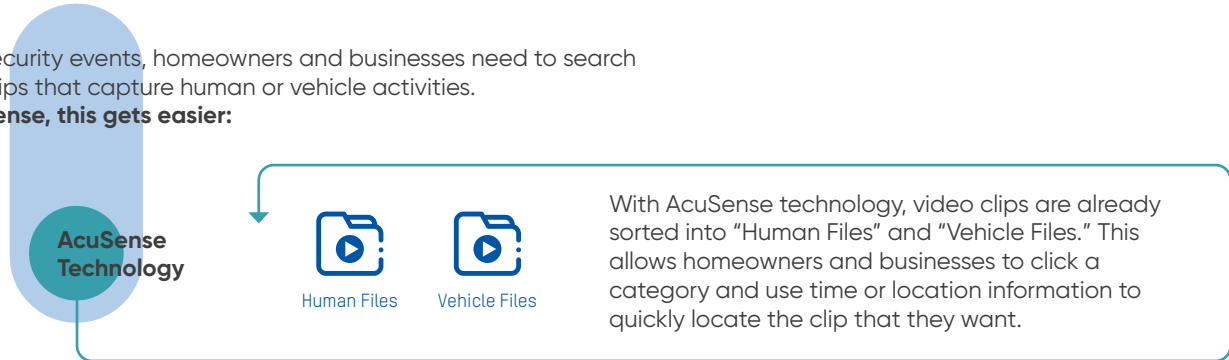 ecurity events, homeowners and businesses need to search
ips that capture human or vehicle activities.
ense, this gets easier:
AcuSense
Technology
Human Files
Vehicle Files
With AcuSense technology, video clips are already
sorted into “Human Files” and “Vehicle Files.” This
allows homeowners and businesses to click a
category and use time or location information to
quickly locate the clip that they want.